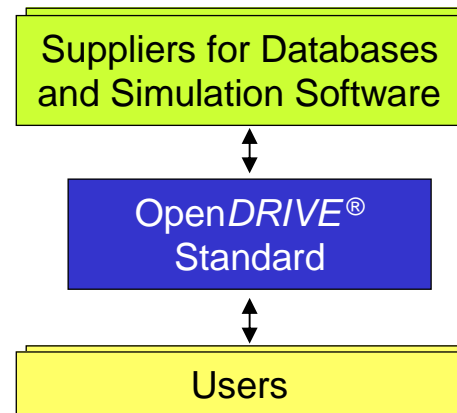 Suppliers for Databases
and Simulation Software
OpenDRIVE®
Standard
Users